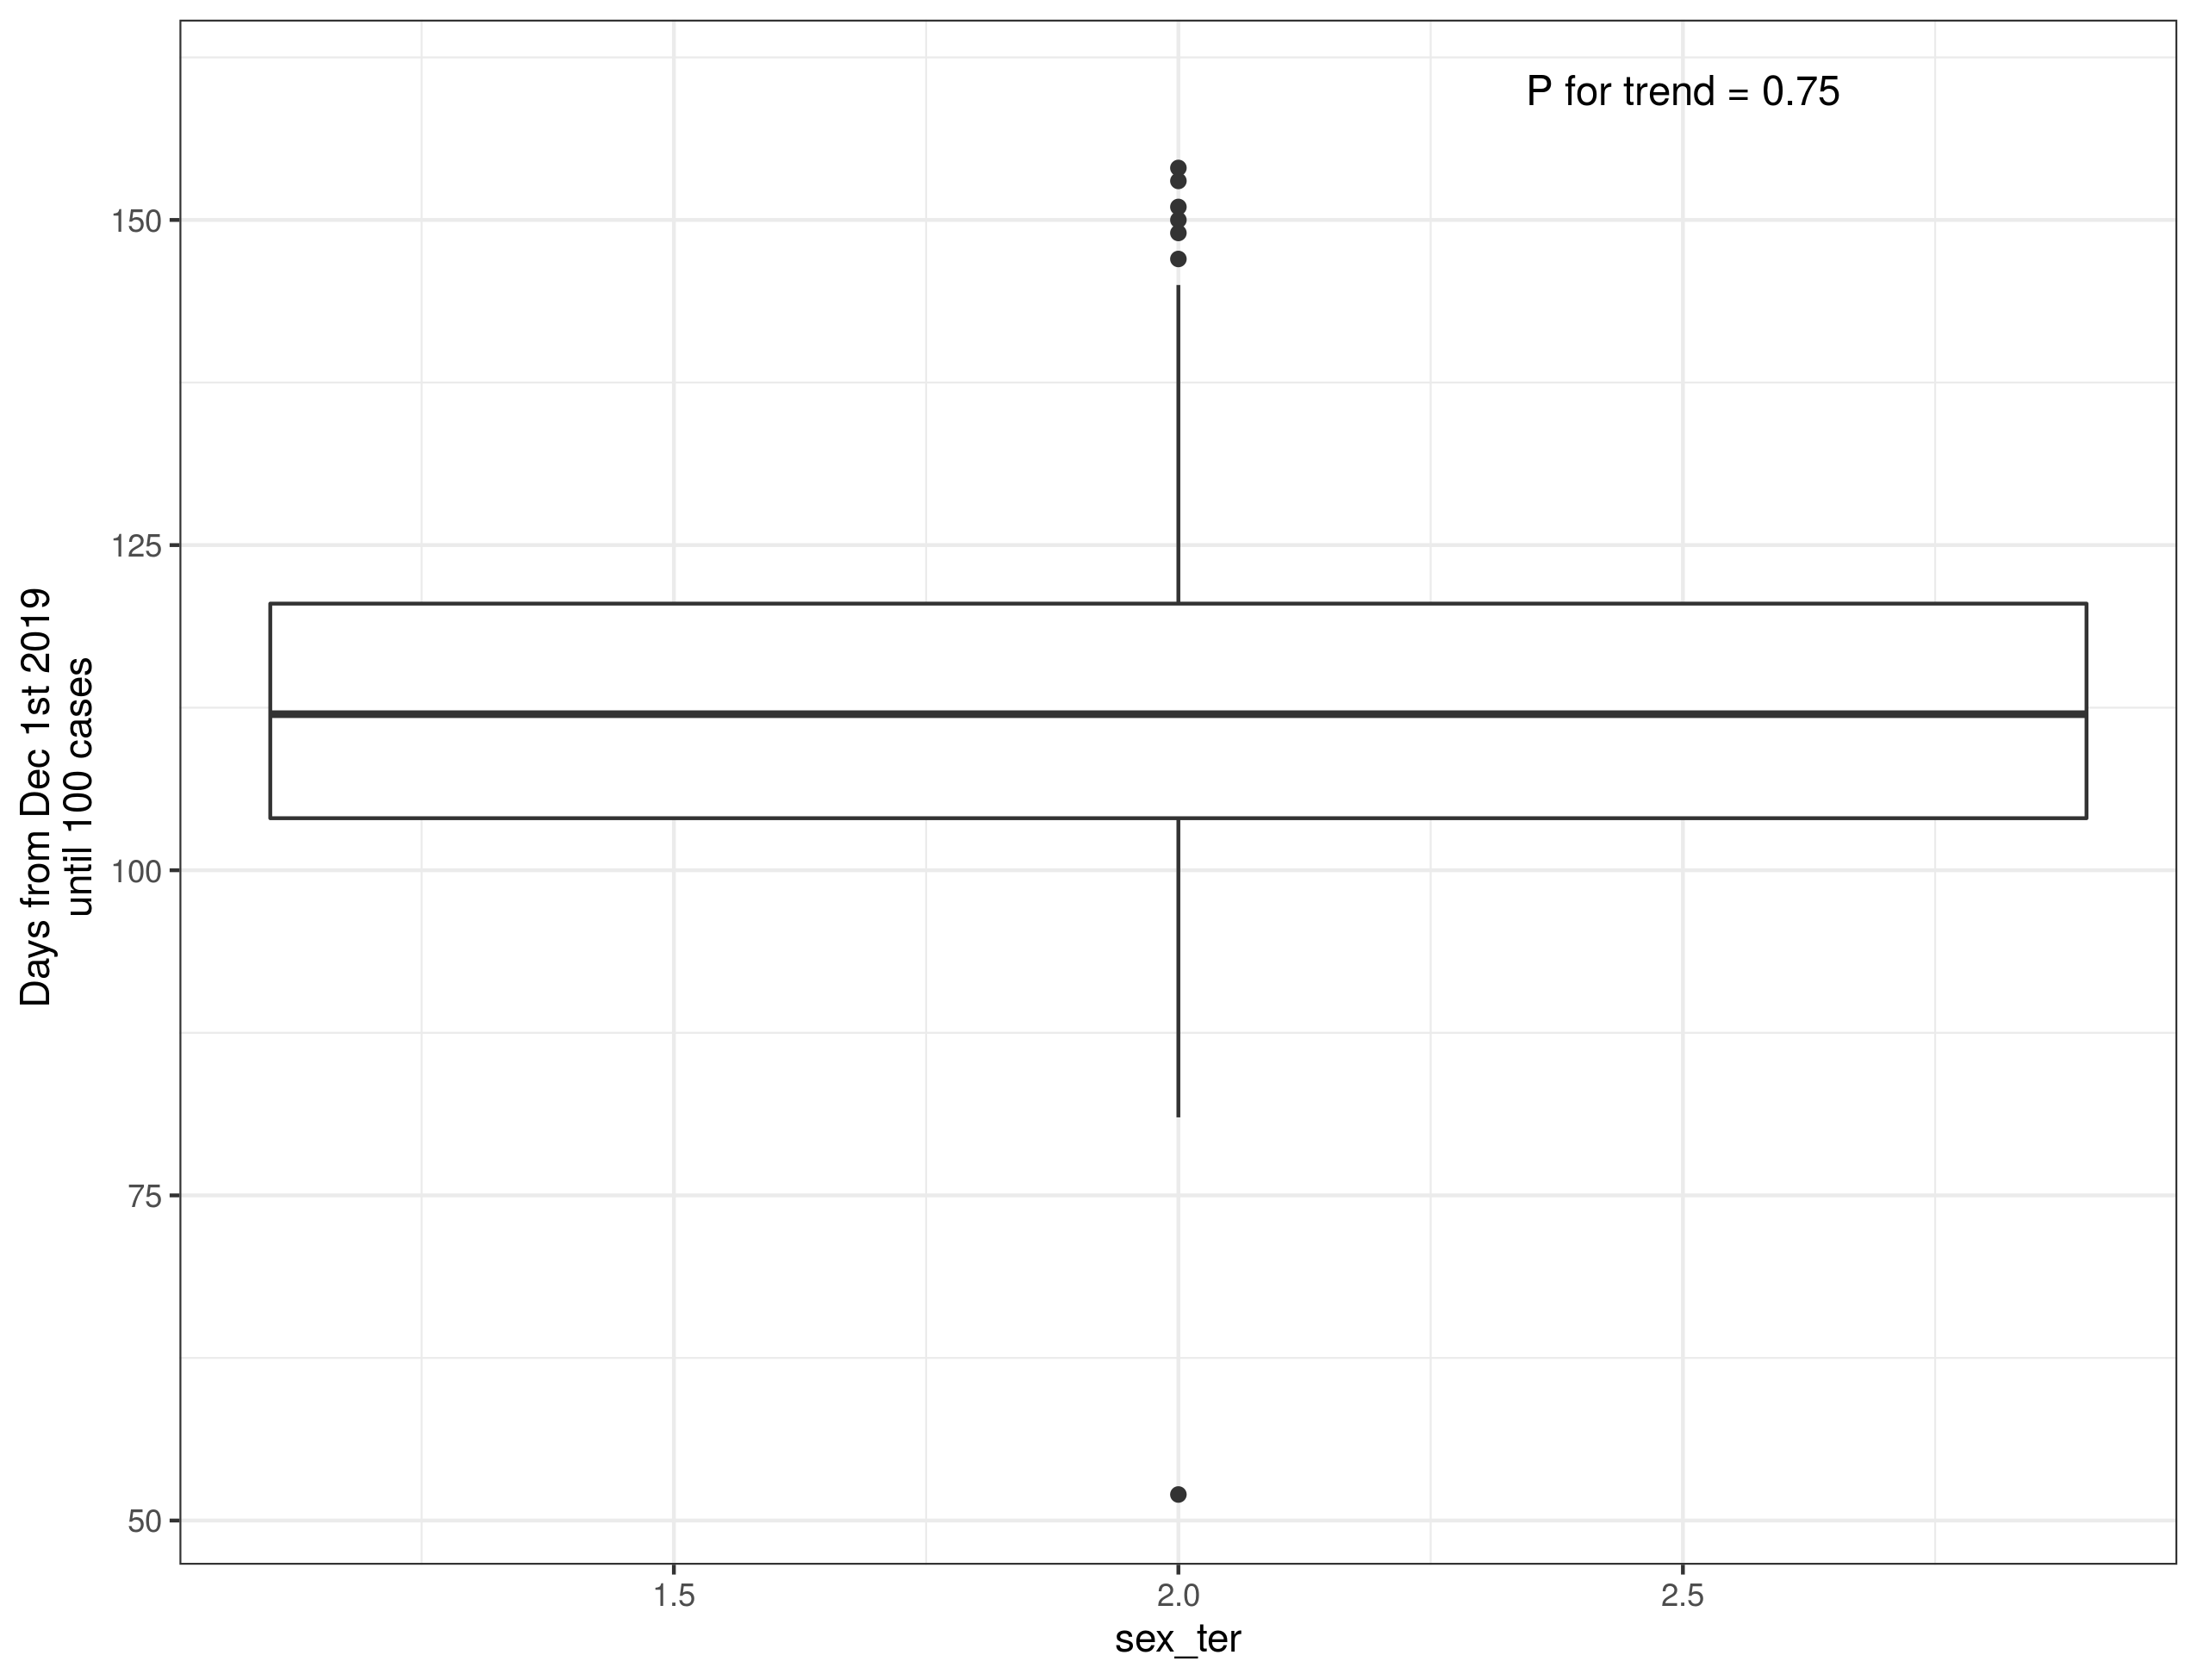 P for trend = 0.75
150
125
100
75
50
Days from Dec 1st 2019
until 100 cases
1.5
2.0
2.5
sex_ter